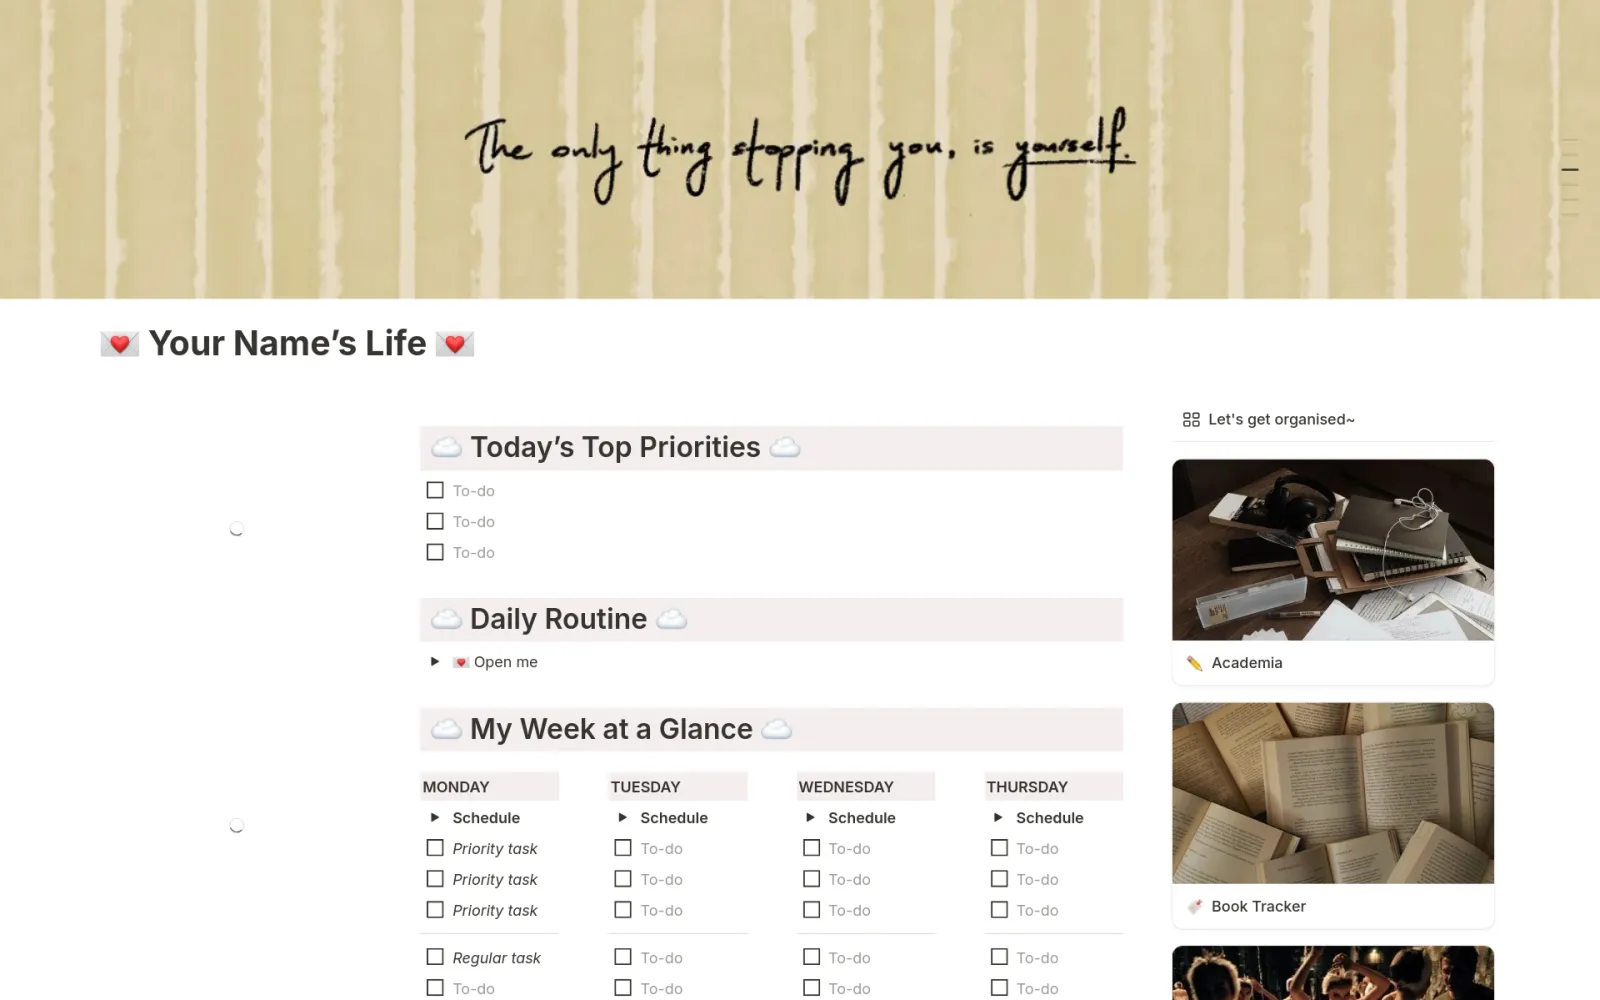 The only thing stopping you, is yourself.
💌 Your Name’s Life 💌
☁️ Today’s Top Priorities ☁️
To-do
To-do
To-do
☁️ Daily Routine ☁️
💌 Open me
☁️ My Week at a Glance ☁️
MONDAY
Schedule
Priority task
Priority task
Priority task
Regular task
To-do
TUESDAY
Schedule
To-do
To-do
To-do
To-do
To-do
WEDNESDAY
Schedule
To-do
To-do
To-do
To-do
To-do
THURSDAY
Schedule
To-do
To-do
To-do
To-do
To-do
Let's get organised~
Academia
Book Tracker